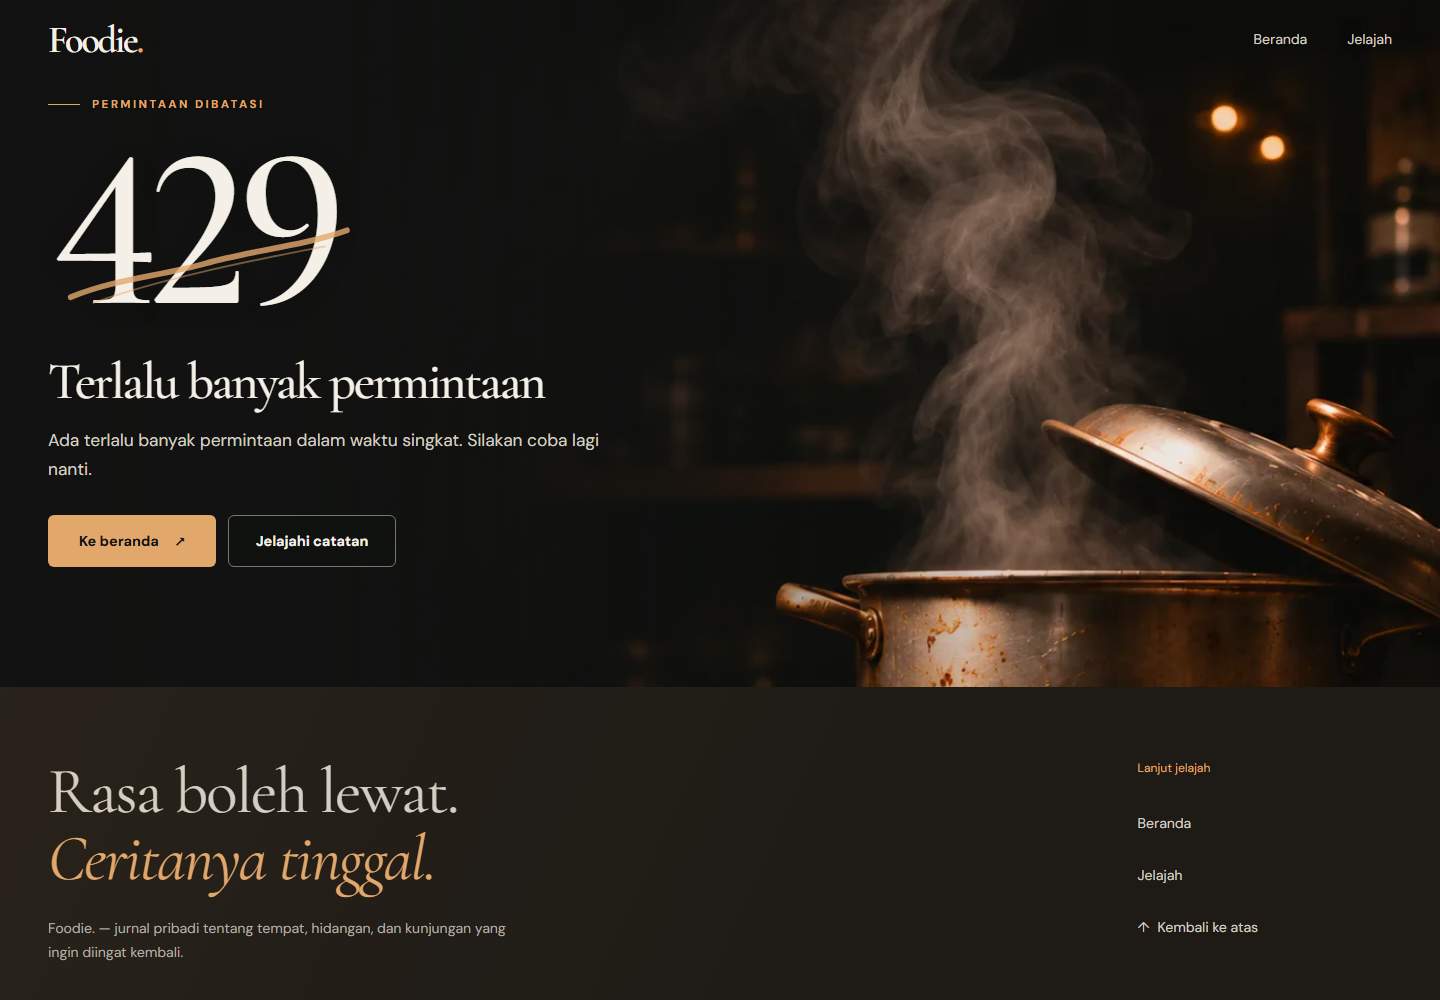 Foodie.
Beranda
Jelajah
PERMINTAAN DIBATASI
429
Terlalu banyak permintaan
Ada terlalu banyak permintaan dalam waktu singkat. Silakan coba lagi
nanti.
Ke beranda ↗
Jelajahi catatan
Rasa boleh lewat.
Ceritanya tinggal.
Foodie. — jurnal pribadi tentang tempat, hidangan, dan kunjungan yang
ingin diingat kembali.
Lanjut jelajah
Beranda
Jelajah
↑ Kembali ke atas